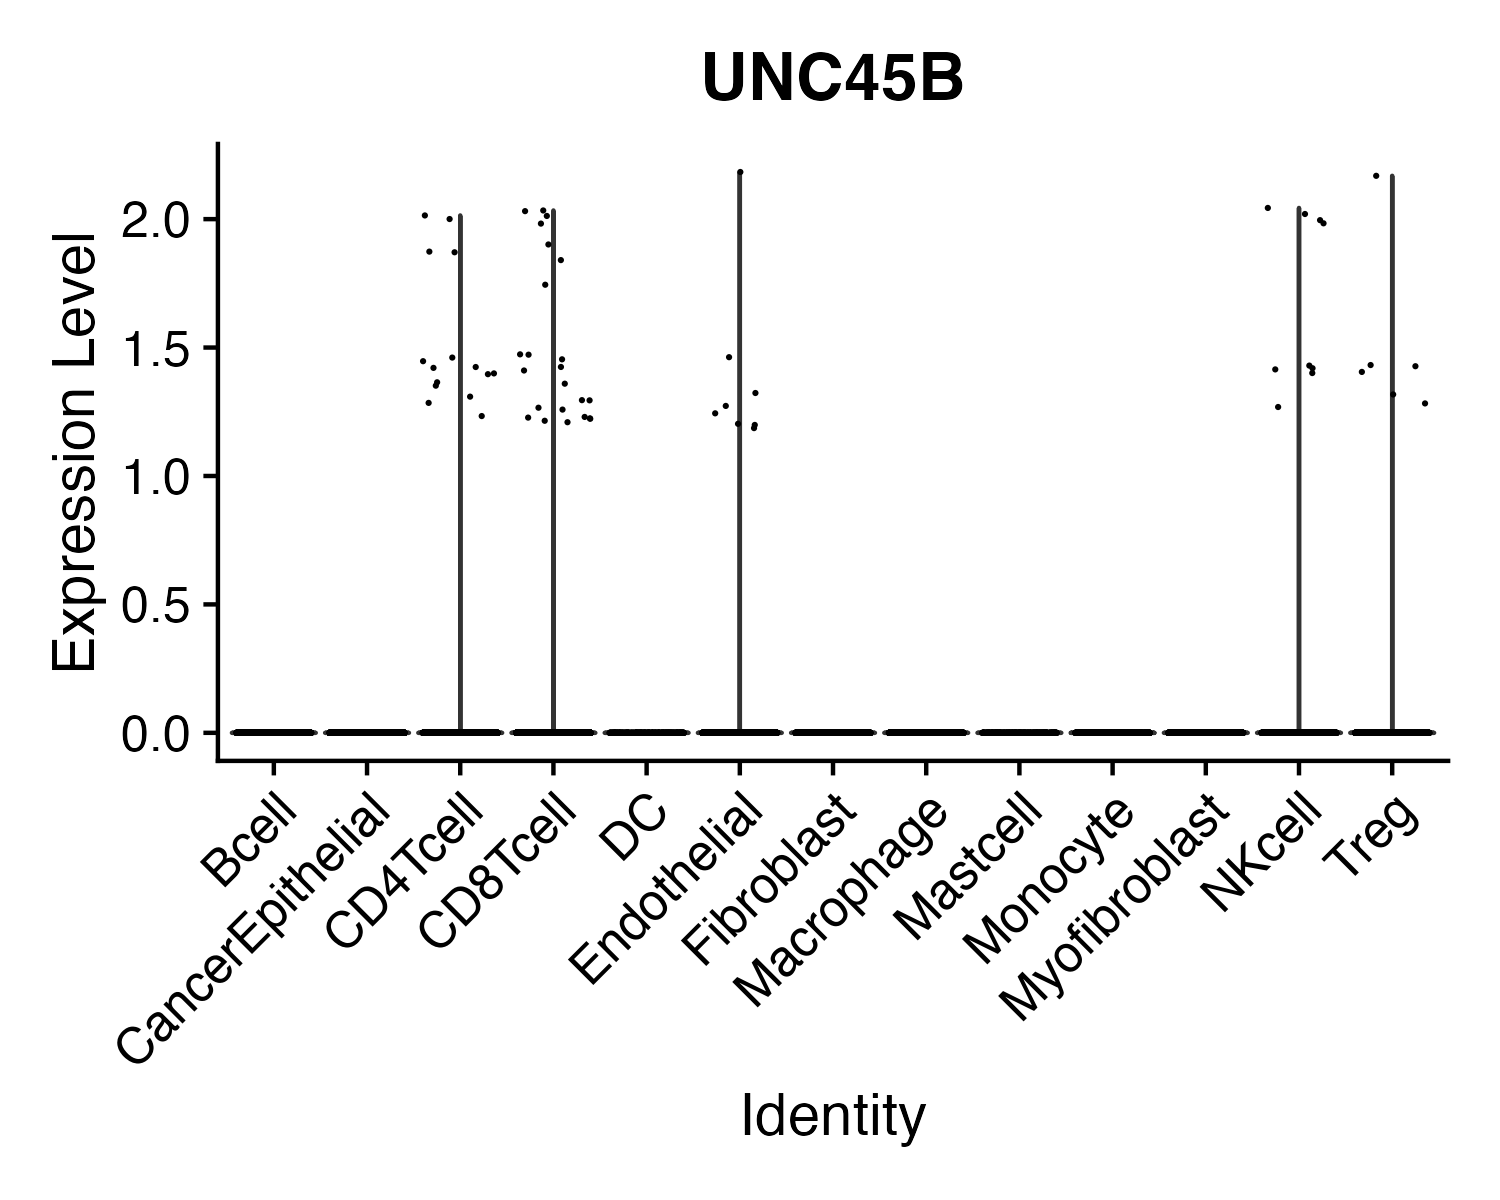 UNC45B
Expression Level
2.0
1.5
1.0
0.5
0.0
Bcell
CancerEpithelial
CD4Tcell
CD8Tcell
DC
Endothelial
Fibroblast
Macrophage
Mastcell
Monocyte
Myofibroblast
NKcell
Treg
Identity